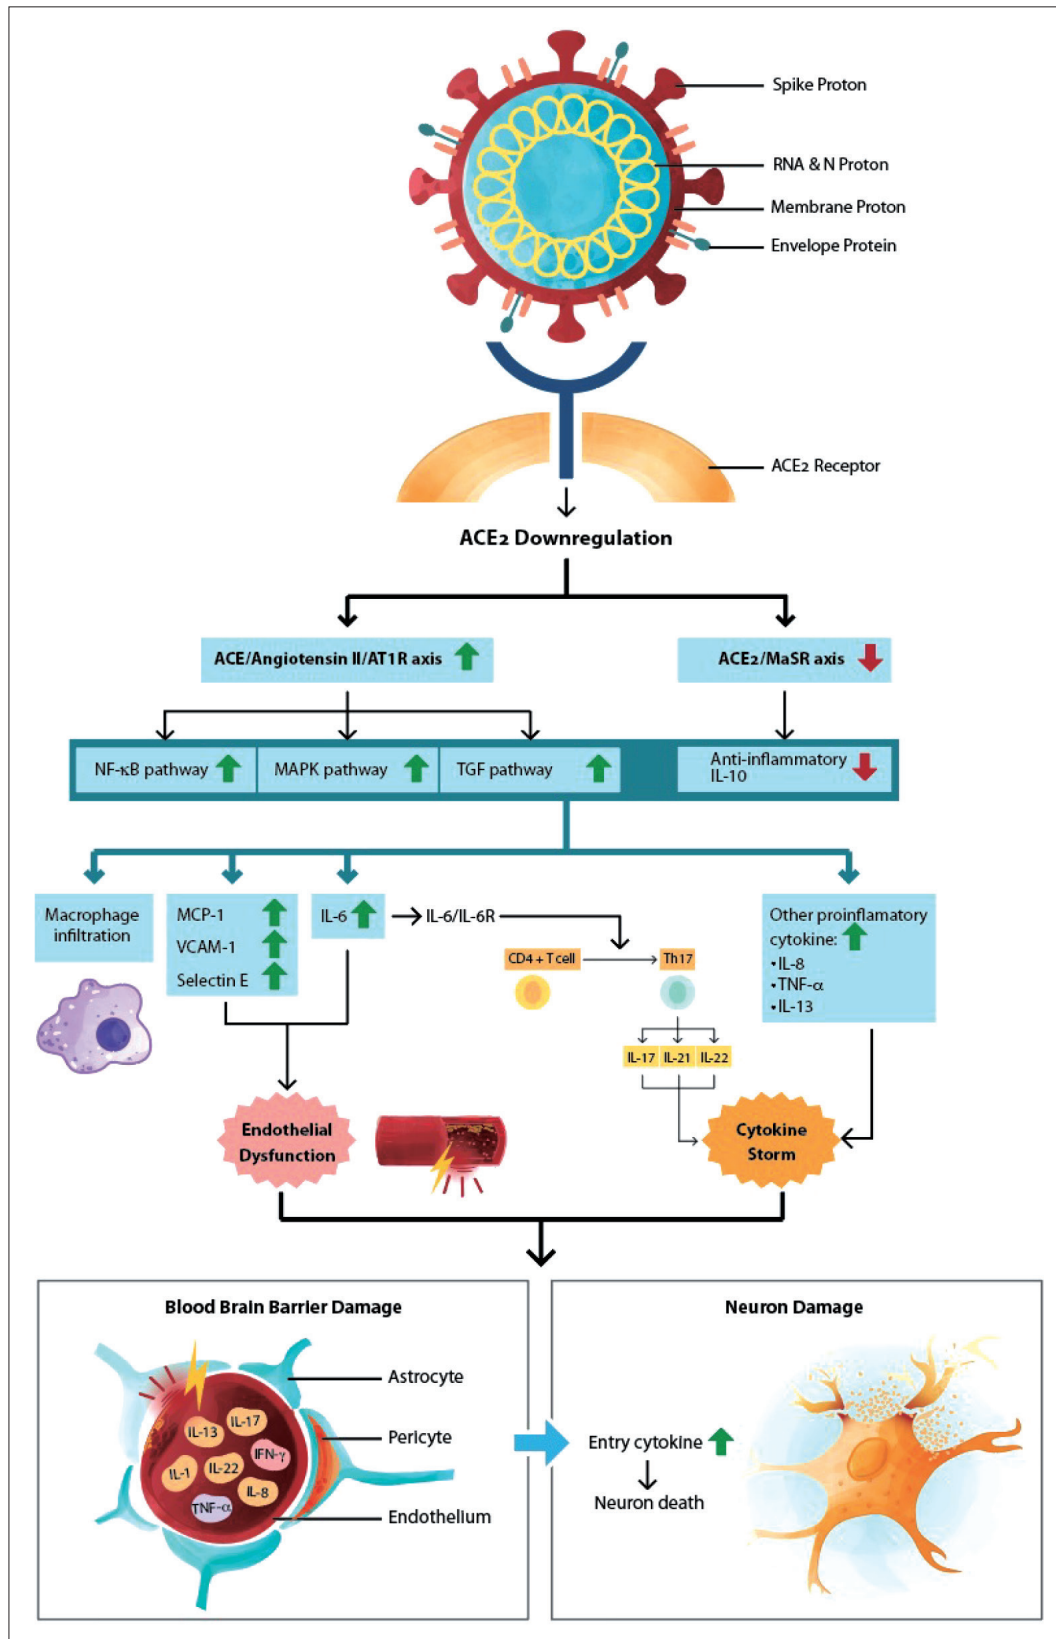 Spike Proton
RNA & N Proton
Membrane Proton
Envelope Protein
ACE2 Receptor
ACE2 Downregulation
ACE/Angiotensin II/AT1R axis
ACE2/MaSR axis
NF-κB pathway
MAPK pathway
TGF pathway
Anti-inflammatory
IL-10
Macrophage
infiltration
MCP-1
VCAM-1
Selectin E
IL-6
IL-6/IL-6R
CD4 + T cell
Th17
IL-17
IL-21
IL-22
Other proinflamatory
cytokine:
• IL-8
• TNF-α
• IL-13
Endothelial
Dysfunction
Cytokine
Storm
Blood Brain Barrier Damage
IL-13
IL-17
IFN-γ
IL-1
IL-22
IL-8
TNF-α
Astrocyte
Pericyte
Endothelium
Neuron Damage
Entry cytokine
Neuron death